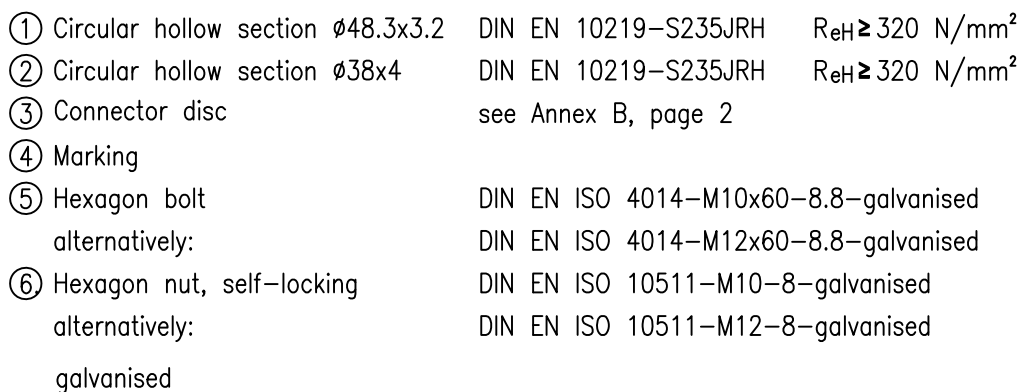 ① Circular hollow section ø48.3x3.2 DIN EN 10219-S235JRH ReH≥320 N/mm²
② Circular hollow section ø38x4 DIN EN 10219-S235JRH ReH≥320 N/mm²
③ Connector disc see Annex B, page 2
④ Marking
⑤ Hexagon bolt DIN EN ISO 4014-M10x60-8.8-galvanised
alternatively: DIN EN ISO 4014-M12x60-8.8-galvanised
⑥ Hexagon nut, self-locking DIN EN ISO 10511-M10-8-galvanised
alternatively: DIN EN ISO 10511-M12-8-galvanised
galvanised